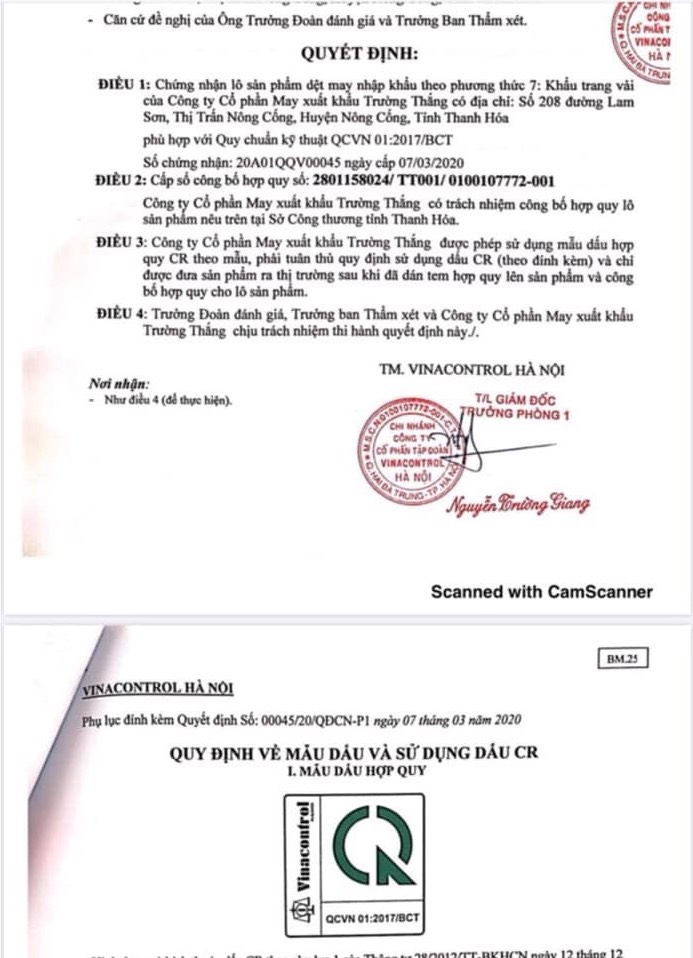 - Căn cứ đề nghị của Ông Trưởng Đoàn đánh giá và Trưởng Ban Thẩm xét.
QUYẾT ĐỊNH:
ĐIỀU 1: Chứng nhận lô sản phẩm dệt may nhập khẩu theo phương thức 7: Khẩu trang vải
của Công ty Cổ phần May xuất khẩu Trường Thắng có địa chỉ: Số 208 đường Lam
Sơn, Thị Trấn Nông Cống, Huyện Nông Cống, Tỉnh Thanh Hóa
phù hợp với Quy chuẩn kỹ thuật QCVN 01:2017/BCT
Số chứng nhận: 20A01QQV00045 ngày cấp 07/03/2020
ĐIỀU 2: Cấp số công bố hợp quy số: 2801158024/ TT001/ 0100107772-001
Công ty Cổ phần May xuất khẩu Trường Thắng có trách nhiệm công bố hợp quy lô
sản phẩm nêu trên tại Sở Công thương tỉnh Thanh Hóa.
ĐIỀU 3: Công ty Cổ phần May xuất khẩu Trường Thắng được phép sử dụng mẫu dấu hợp
quy CR theo mẫu, phải tuân thủ quy định sử dụng dấu CR (theo đính kèm) và chỉ
được đưa sản phẩm ra thị trường sau khi đã dán tem hợp quy lên sản phẩm và công
bố hợp quy cho lô sản phẩm.
ĐIỀU 4: Trưởng Đoàn đánh giá, Trưởng ban Thẩm xét và Công ty Cổ phần May xuất khẩu
Trường Thắng chịu trách nhiệm thi hành quyết định này./.
TM. VINACONTROL HÀ NỘI
Nơi nhận:
- Như điều 4 (để thực hiện).
T/L GIÁM ĐỐC
TRƯỞNG PHÒNG 1
M.S.C.N:0100107772-001-C.T
CHI NHÁNH
CÔNG TY
CỔ PHẦN TẬP ĐOÀN
VINACONTROL
HÀ NỘI
Q.HAI BÀ TRƯNG-TP.HÀ NỘI
Nguyễn Trường Giang
Scanned with CamScanner
BM.25
VINACONTROL HÀ NỘI
Phụ lục đính kèm Quyết định Số: 00045/20/QĐCN-P1 ngày 07 tháng 03 năm 2020
QUY ĐỊNH VỀ MẪU DẤU VÀ SỬ DỤNG DẤU CR
I. MẪU DẤU HỢP QUY
Vinacontrol
CR
QCVN 01:2017/BCT